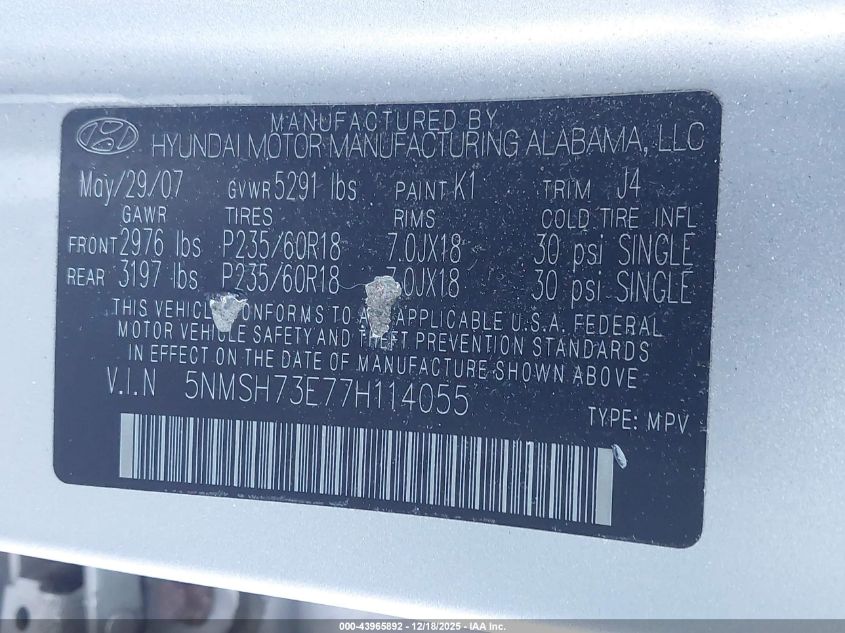 MANUFACTURED BY
HYUNDAI MOTOR MANUFACTURING ALABAMA, LLC
May/29/07 GVWR 5291 lbs PAINT K1 TRIM J4
GAWR TIRES RIMS COLD TIRE INFL
FRONT 2976 lbs P235/60R18 7.0JX18 30 psi SINGLE
REAR 3197 lbs P235/60R18 7.0JX18 30 psi SINGLE
THIS VEHICLE CONFORMS TO ALL APPLICABLE U.S.A. FEDERAL
MOTOR VEHICLE SAFETY AND THEFT PREVENTION STANDARDS
IN EFFECT ON THE DATE OF MANUFACTURE SHOWN ABOVE
V.I.N 5NMSH73E77H114055
TYPE: MPV
000-43965892 | 12/18/2025 - IAA Inc.